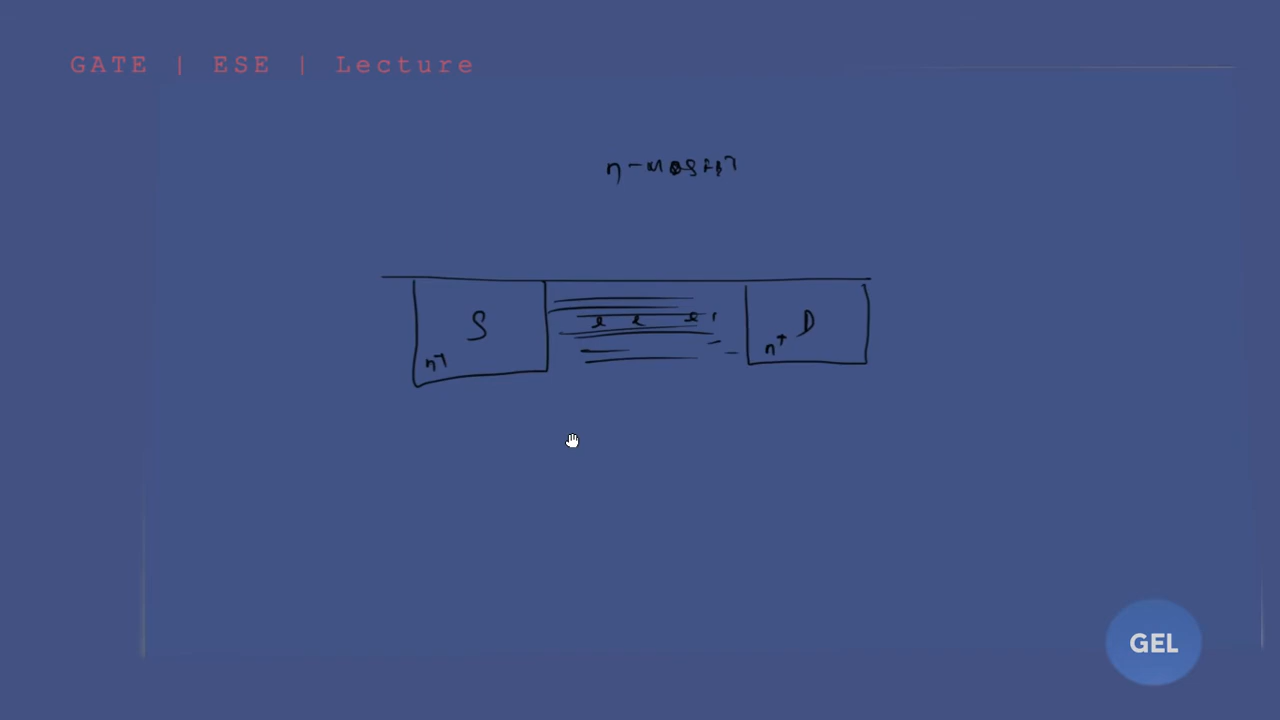 GATE | ESE | Lecture
n-MOSFET
S
D
e e e
n+
n+
GEL